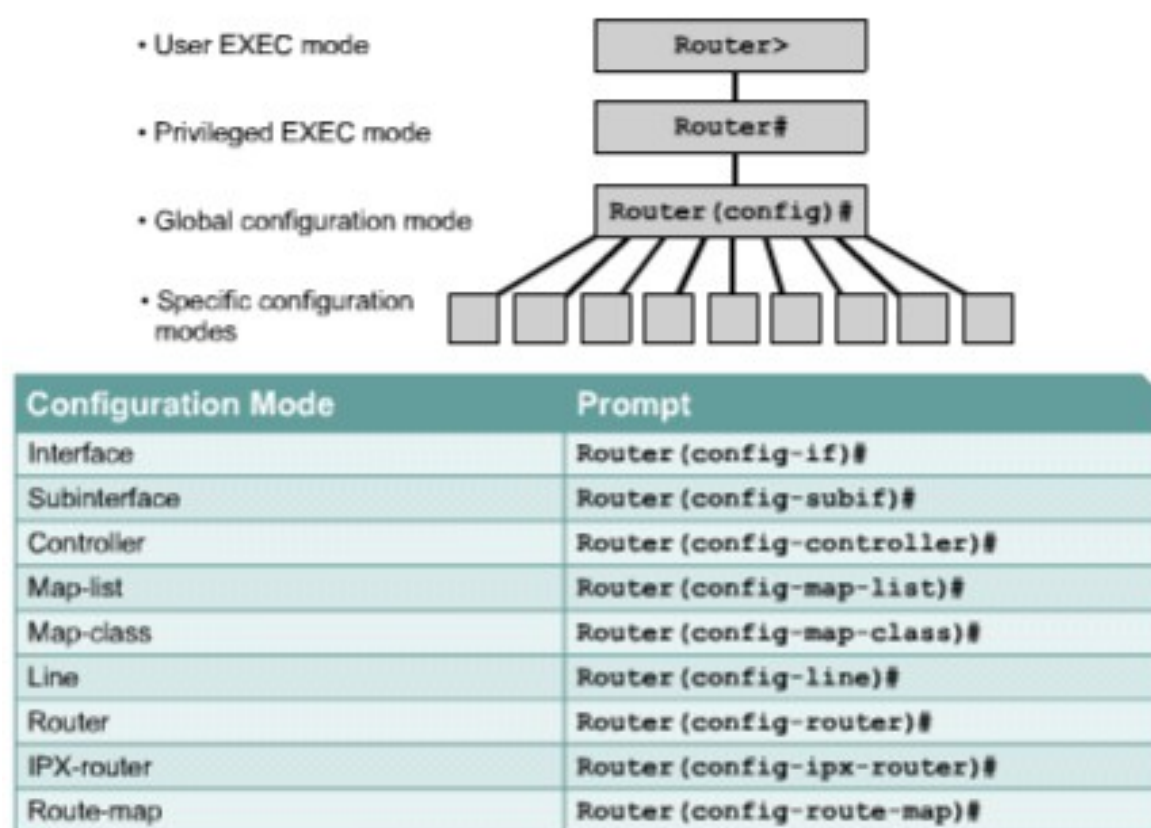 • User EXEC mode
Router>
• Privileged EXEC mode
Router#
• Global configuration mode
Router(config)#
• Specific configuration
modes
Configuration Mode Prompt
Interface Router(config-if)#
Subinterface Router(config-subif)#
Controller Router(config-controller)#
Map-list Router(config-map-list)#
Map-class Router(config-map-class)#
Line Router(config-line)#
Router Router(config-router)#
IPX-router Router(config-ipx-router)#
Route-map Router(config-route-map)#